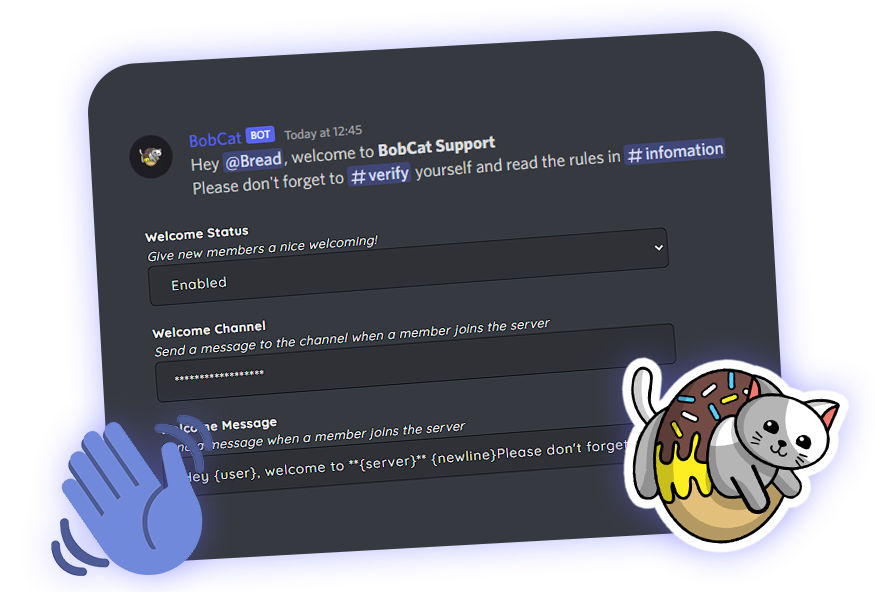 BobCat BOT Today at 12:45
Hey @Bread, welcome to BobCat Support
Please don't forget to #verify yourself and read the rules in #infomation
Welcome Status
Give new members a nice welcoming!
Enabled
Welcome Channel
Send a message to the channel when a member joins the server
******************
lcome Message
message when a member joins the server
Hey {user}, welcome to **{server}** {newline}Please don't forget